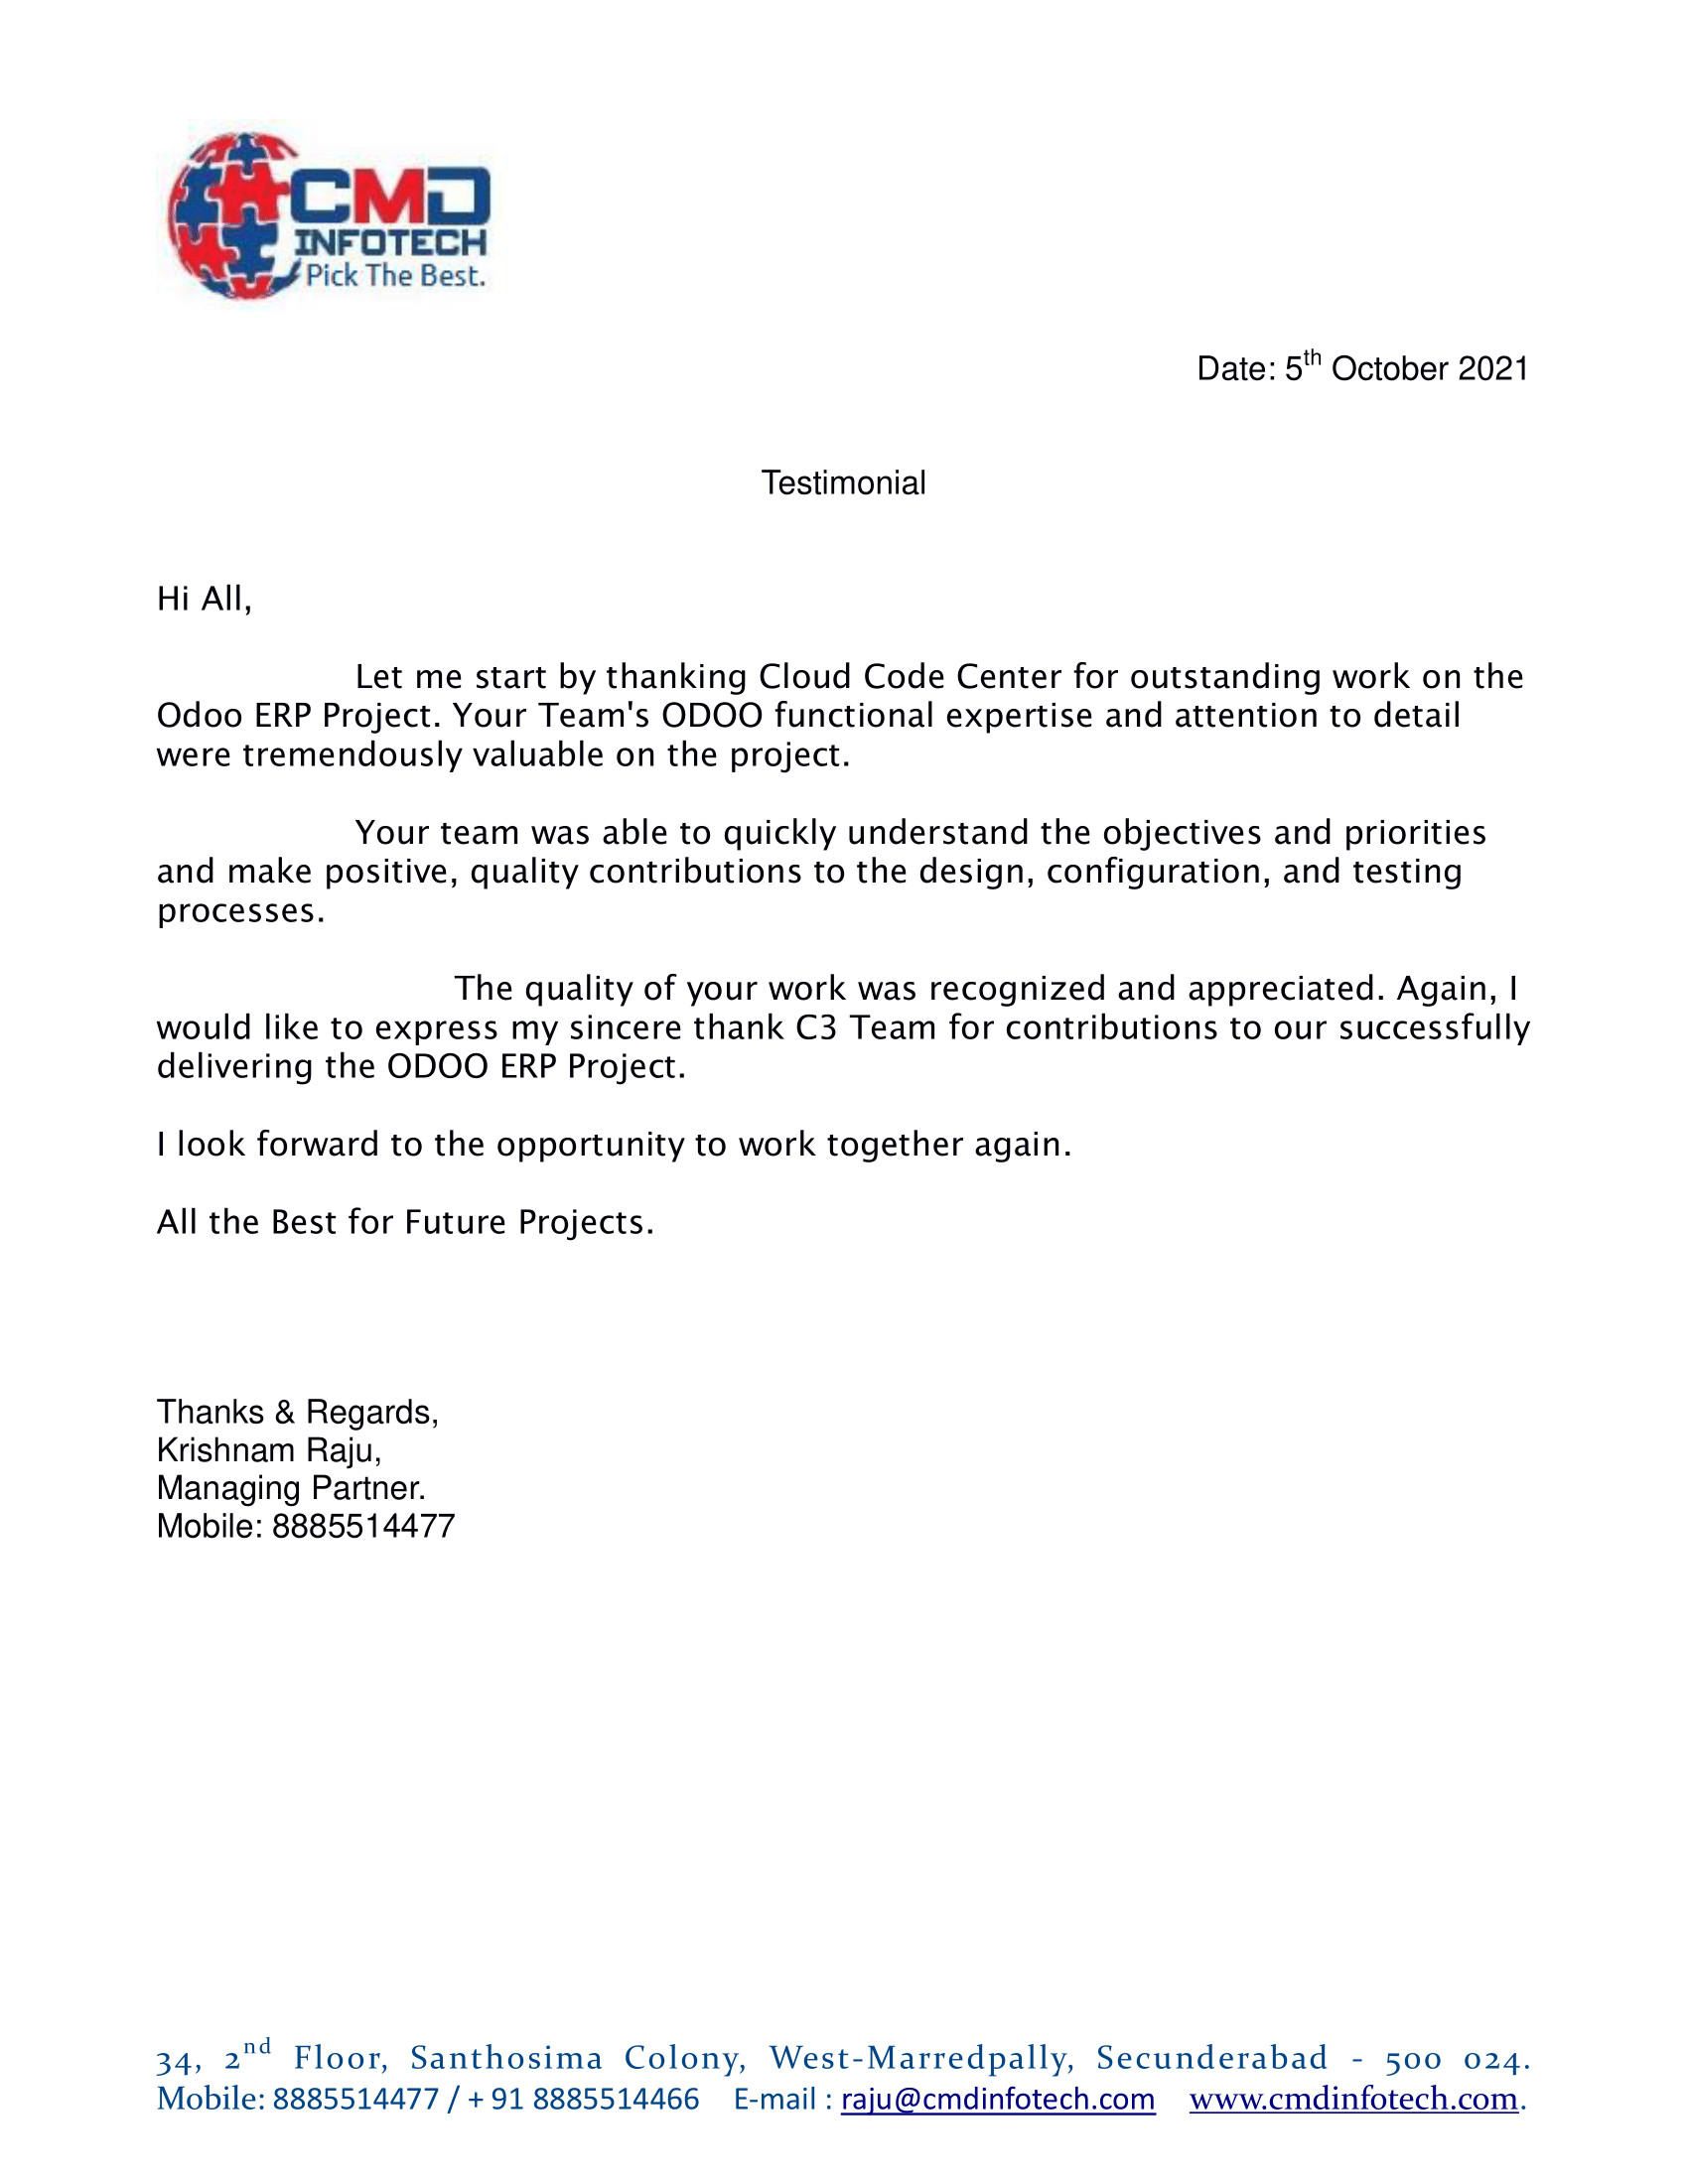 CMD
INFOTECH
Pick The Best.
Date: 5th October 2021
Testimonial
Hi All,
Let me start by thanking Cloud Code Center for outstanding work on the
Odoo ERP Project. Your Team's ODOO functional expertise and attention to detail
were tremendously valuable on the project.
Your team was able to quickly understand the objectives and priorities
and make positive, quality contributions to the design, configuration, and testing
processes.
The quality of your work was recognized and appreciated. Again, I
would like to express my sincere thank C3 Team for contributions to our successfully
delivering the ODOO ERP Project.
I look forward to the opportunity to work together again.
All the Best for Future Projects.
Thanks & Regards,
Krishnam Raju,
Managing Partner.
Mobile: 8885514477
34, 2nd Floor, Santhosima Colony, West-Marredpally, Secunderabad - 500 024.
Mobile: 8885514477 / + 91 8885514466 E-mail : raju@cmdinfotech.com www.cmdinfotech.com.